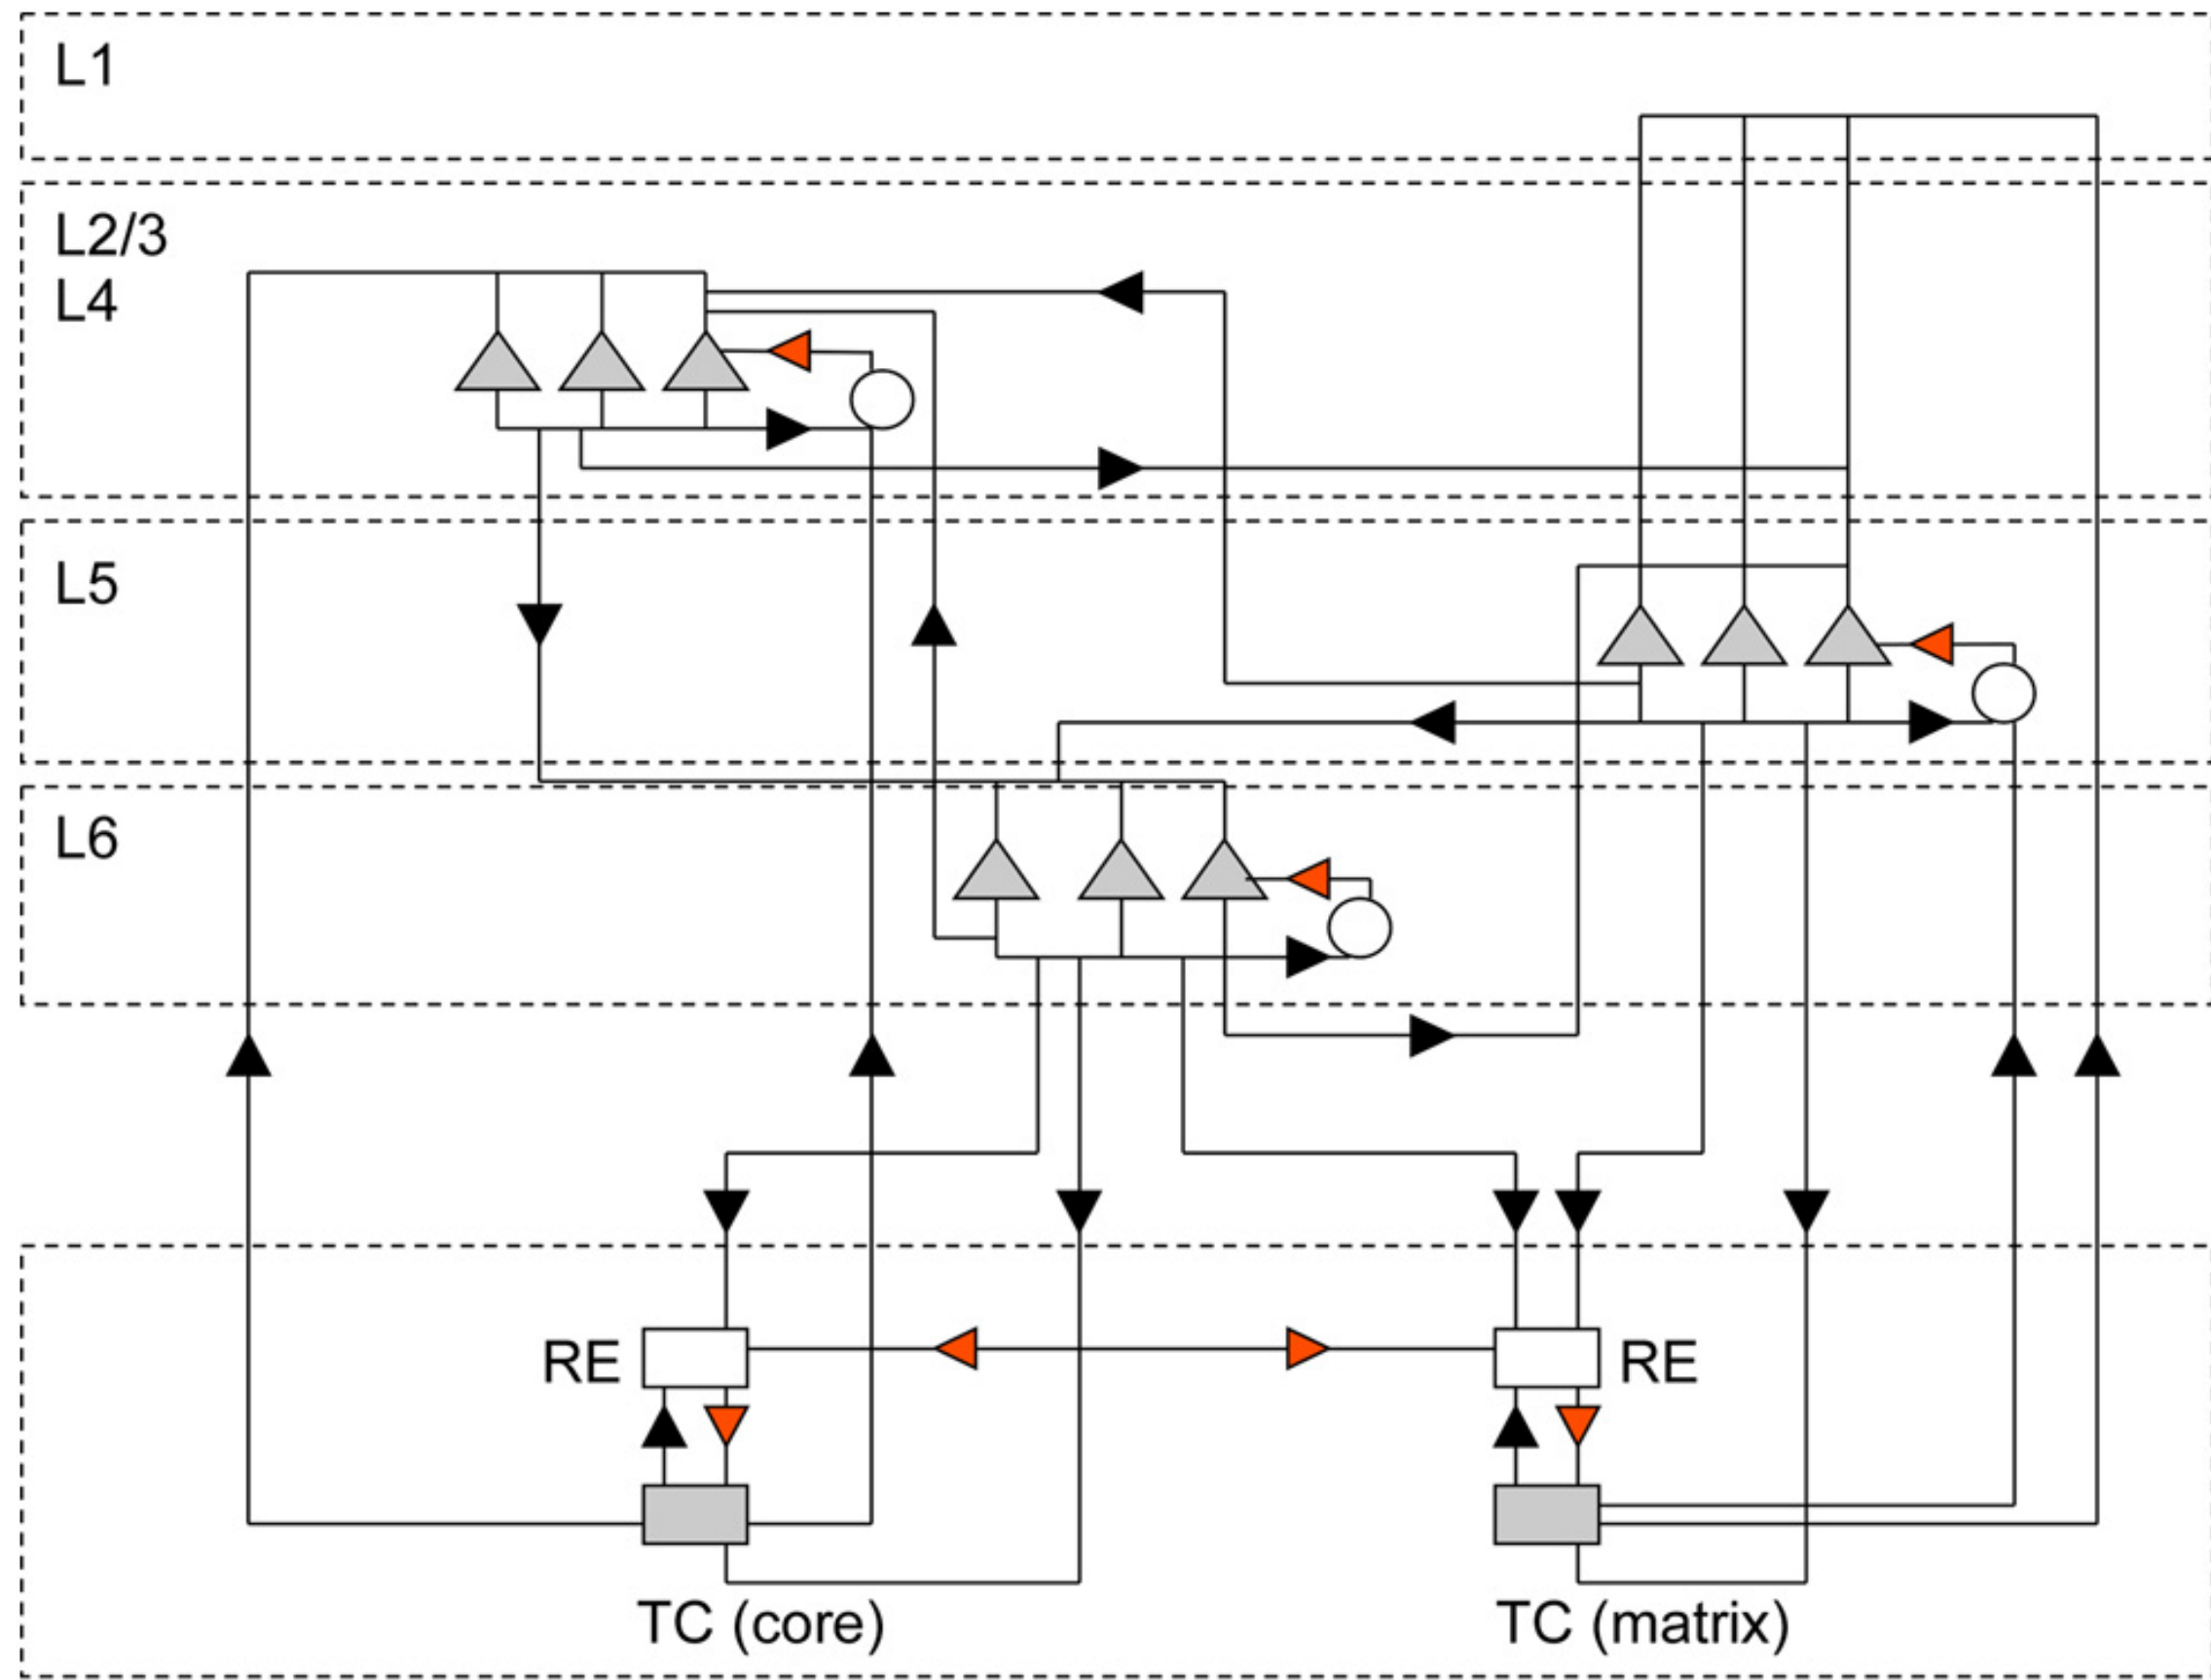 L1
L2/3
L4
L5
L6
RE
RE
TC (core)
TC (matrix)